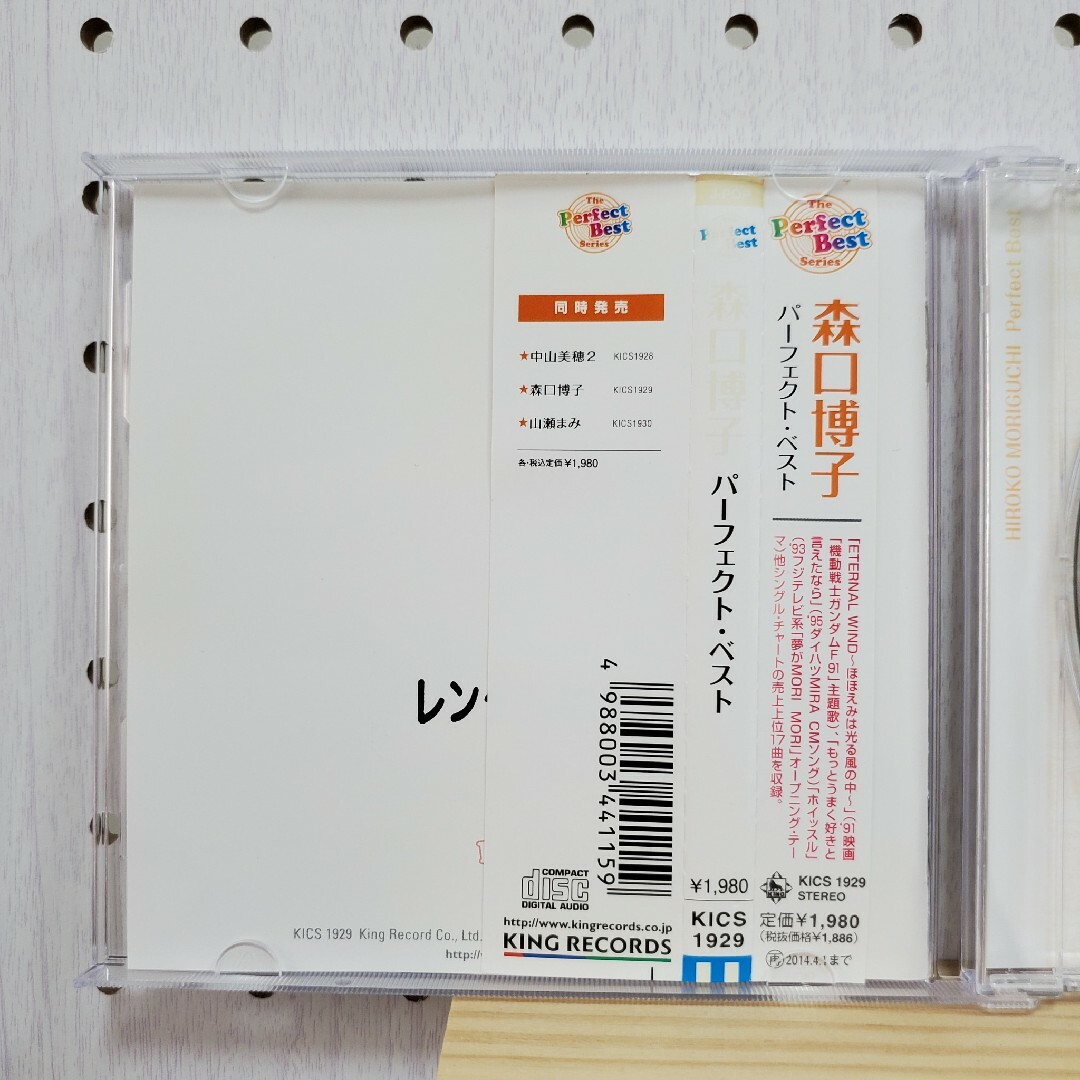 The
Perfect
Best
Series
同時発売
★中山美穂2 KICS1928
★森口博子 KICS1929
★山瀬まみ KICS1930
各・税込定価¥1,980
4 988003 441159
COMPACT
disc
DIGITAL AUDIO
http://www.kingrecords.co.jp
KING RECORDS
森口博子
パーフェクト・ベスト
¥1,980
KICS
1929
The
Perfect
Best
Series
森口博子
パーフェクト・ベスト
「ETERNAL WIND〜ほほえみは光る風の中〜」('91映画
「機動戦士ガンダムF91」主題歌)、「もっとうまく好きと
言えたなら」('95ダイハツMIRA CMソング)「ホイッスル」
('93フジテレビ系「夢がMORI MORI」オープニング・テー
マ)他シングル・チャートの売上上位17曲を収録。
KING
KICS 1929
STEREO
定価¥1,980
(税抜価格¥1,886)
再 2014.4.1まで
レン
KICS 1929 King Record Co., Ltd.
http://
HIROKO MORIGUCHI Perfect Best